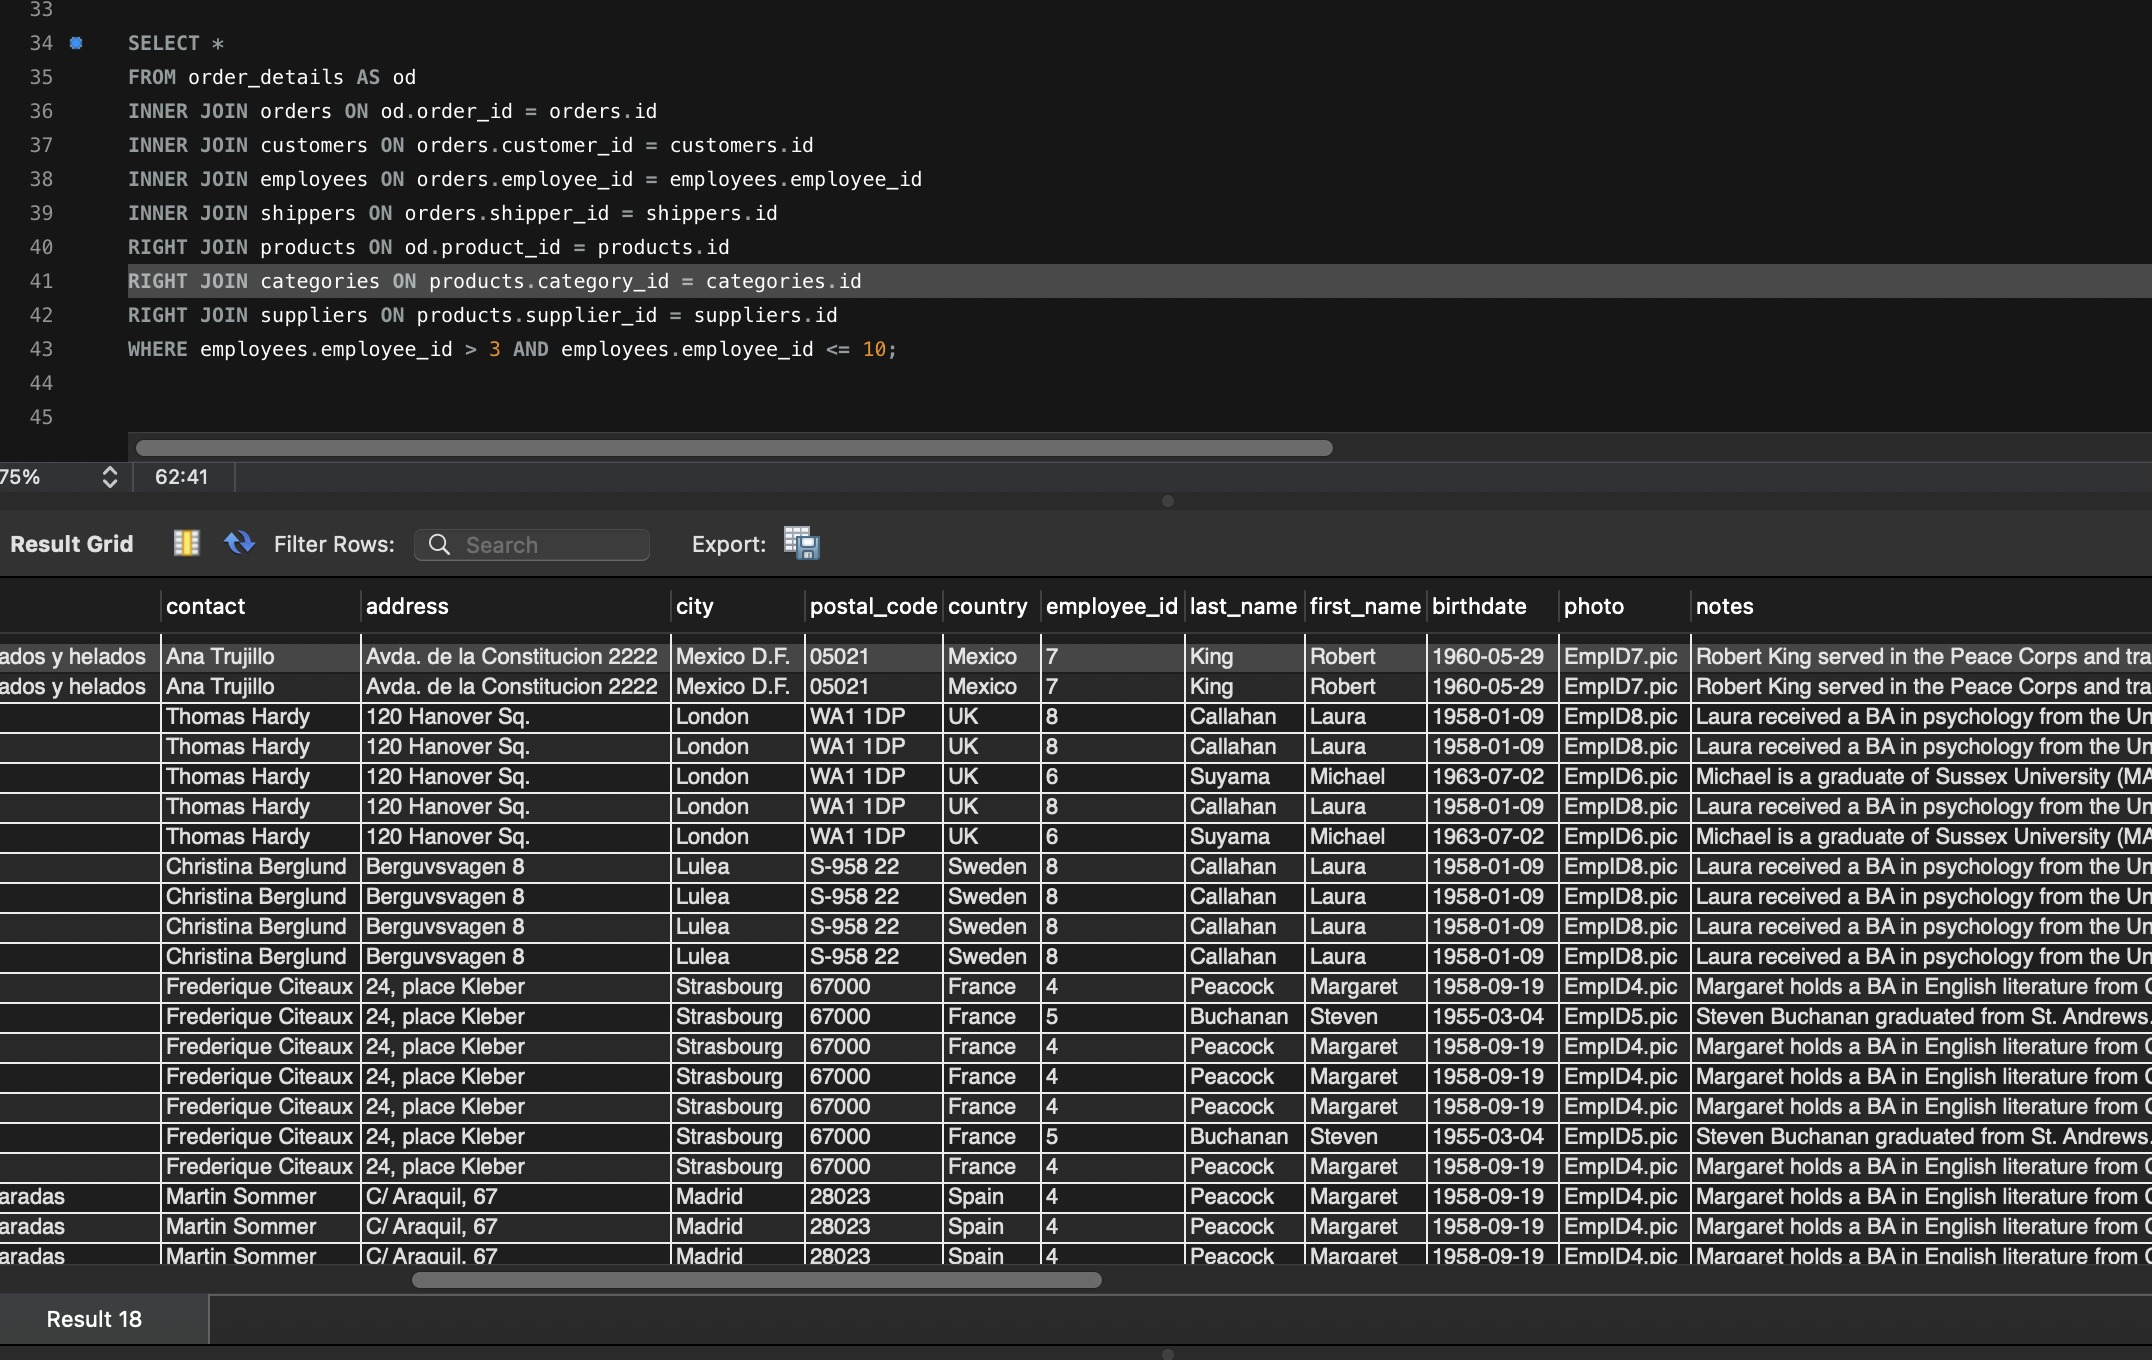 33
34 SELECT *
35 FROM order_details AS od
36 INNER JOIN orders ON od.order_id = orders.id
37 INNER JOIN customers ON orders.customer_id = customers.id
38 INNER JOIN employees ON orders.employee_id = employees.employee_id
39 INNER JOIN shippers ON orders.shipper_id = shippers.id
40 RIGHT JOIN products ON od.product_id = products.id
41 RIGHT JOIN categories ON products.category_id = categories.id
42 RIGHT JOIN suppliers ON products.supplier_id = suppliers.id
43 WHERE employees.employee_id > 3 AND employees.employee_id <= 10;
44
45
75% 62:41
Result Grid Filter Rows: Search Export:
contact address city postal_code country employee_id last_name first_name birthdate photo notes
ados y helados Ana Trujillo Avda. de la Constitucion 2222 Mexico D.F. 05021 Mexico 7 King Robert 1960-05-29 EmpID7.pic Robert King served in the Peace Corps and tra
ados y helados Ana Trujillo Avda. de la Constitucion 2222 Mexico D.F. 05021 Mexico 7 King Robert 1960-05-29 EmpID7.pic Robert King served in the Peace Corps and tra
Thomas Hardy 120 Hanover Sq. London WA1 1DP UK 8 Callahan Laura 1958-01-09 EmpID8.pic Laura received a BA in psychology from the Un
Thomas Hardy 120 Hanover Sq. London WA1 1DP UK 8 Callahan Laura 1958-01-09 EmpID8.pic Laura received a BA in psychology from the Un
Thomas Hardy 120 Hanover Sq. London WA1 1DP UK 6 Suyama Michael 1963-07-02 EmpID6.pic Michael is a graduate of Sussex University (MA
Thomas Hardy 120 Hanover Sq. London WA1 1DP UK 8 Callahan Laura 1958-01-09 EmpID8.pic Laura received a BA in psychology from the Un
Thomas Hardy 120 Hanover Sq. London WA1 1DP UK 6 Suyama Michael 1963-07-02 EmpID6.pic Michael is a graduate of Sussex University (MA
Christina Berglund Berguvsvagen 8 Lulea S-958 22 Sweden 8 Callahan Laura 1958-01-09 EmpID8.pic Laura received a BA in psychology from the Un
Christina Berglund Berguvsvagen 8 Lulea S-958 22 Sweden 8 Callahan Laura 1958-01-09 EmpID8.pic Laura received a BA in psychology from the Un
Christina Berglund Berguvsvagen 8 Lulea S-958 22 Sweden 8 Callahan Laura 1958-01-09 EmpID8.pic Laura received a BA in psychology from the Un
Christina Berglund Berguvsvagen 8 Lulea S-958 22 Sweden 8 Callahan Laura 1958-01-09 EmpID8.pic Laura received a BA in psychology from the Un
Frederique Citeaux 24, place Kleber Strasbourg 67000 France 4 Peacock Margaret 1958-09-19 EmpID4.pic Margaret holds a BA in English literature from C
Frederique Citeaux 24, place Kleber Strasbourg 67000 France 5 Buchanan Steven 1955-03-04 EmpID5.pic Steven Buchanan graduated from St. Andrews.
Frederique Citeaux 24, place Kleber Strasbourg 67000 France 4 Peacock Margaret 1958-09-19 EmpID4.pic Margaret holds a BA in English literature from C
Frederique Citeaux 24, place Kleber Strasbourg 67000 France 4 Peacock Margaret 1958-09-19 EmpID4.pic Margaret holds a BA in English literature from C
Frederique Citeaux 24, place Kleber Strasbourg 67000 France 4 Peacock Margaret 1958-09-19 EmpID4.pic Margaret holds a BA in English literature from C
Frederique Citeaux 24, place Kleber Strasbourg 67000 France 5 Buchanan Steven 1955-03-04 EmpID5.pic Steven Buchanan graduated from St. Andrews.
Frederique Citeaux 24, place Kleber Strasbourg 67000 France 4 Peacock Margaret 1958-09-19 EmpID4.pic Margaret holds a BA in English literature from C
aradas Martin Sommer C/ Araquil, 67 Madrid 28023 Spain 4 Peacock Margaret 1958-09-19 EmpID4.pic Margaret holds a BA in English literature from C
aradas Martin Sommer C/ Araquil, 67 Madrid 28023 Spain 4 Peacock Margaret 1958-09-19 EmpID4.pic Margaret holds a BA in English literature from C
aradas Martin Sommer C/ Araquil, 67 Madrid 28023 Spain 4 Peacock Margaret 1958-09-19 EmpID4.pic Margaret holds a BA in English literature from C
Result 18